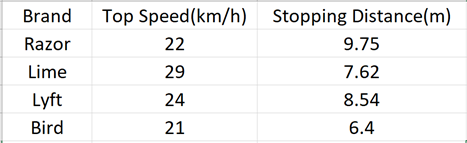 Brand Top Speed(km/h) Stopping Distance(m)
Razor 22 9.75
Lime 29 7.62
Lyft 24 8.54
Bird 21 6.4